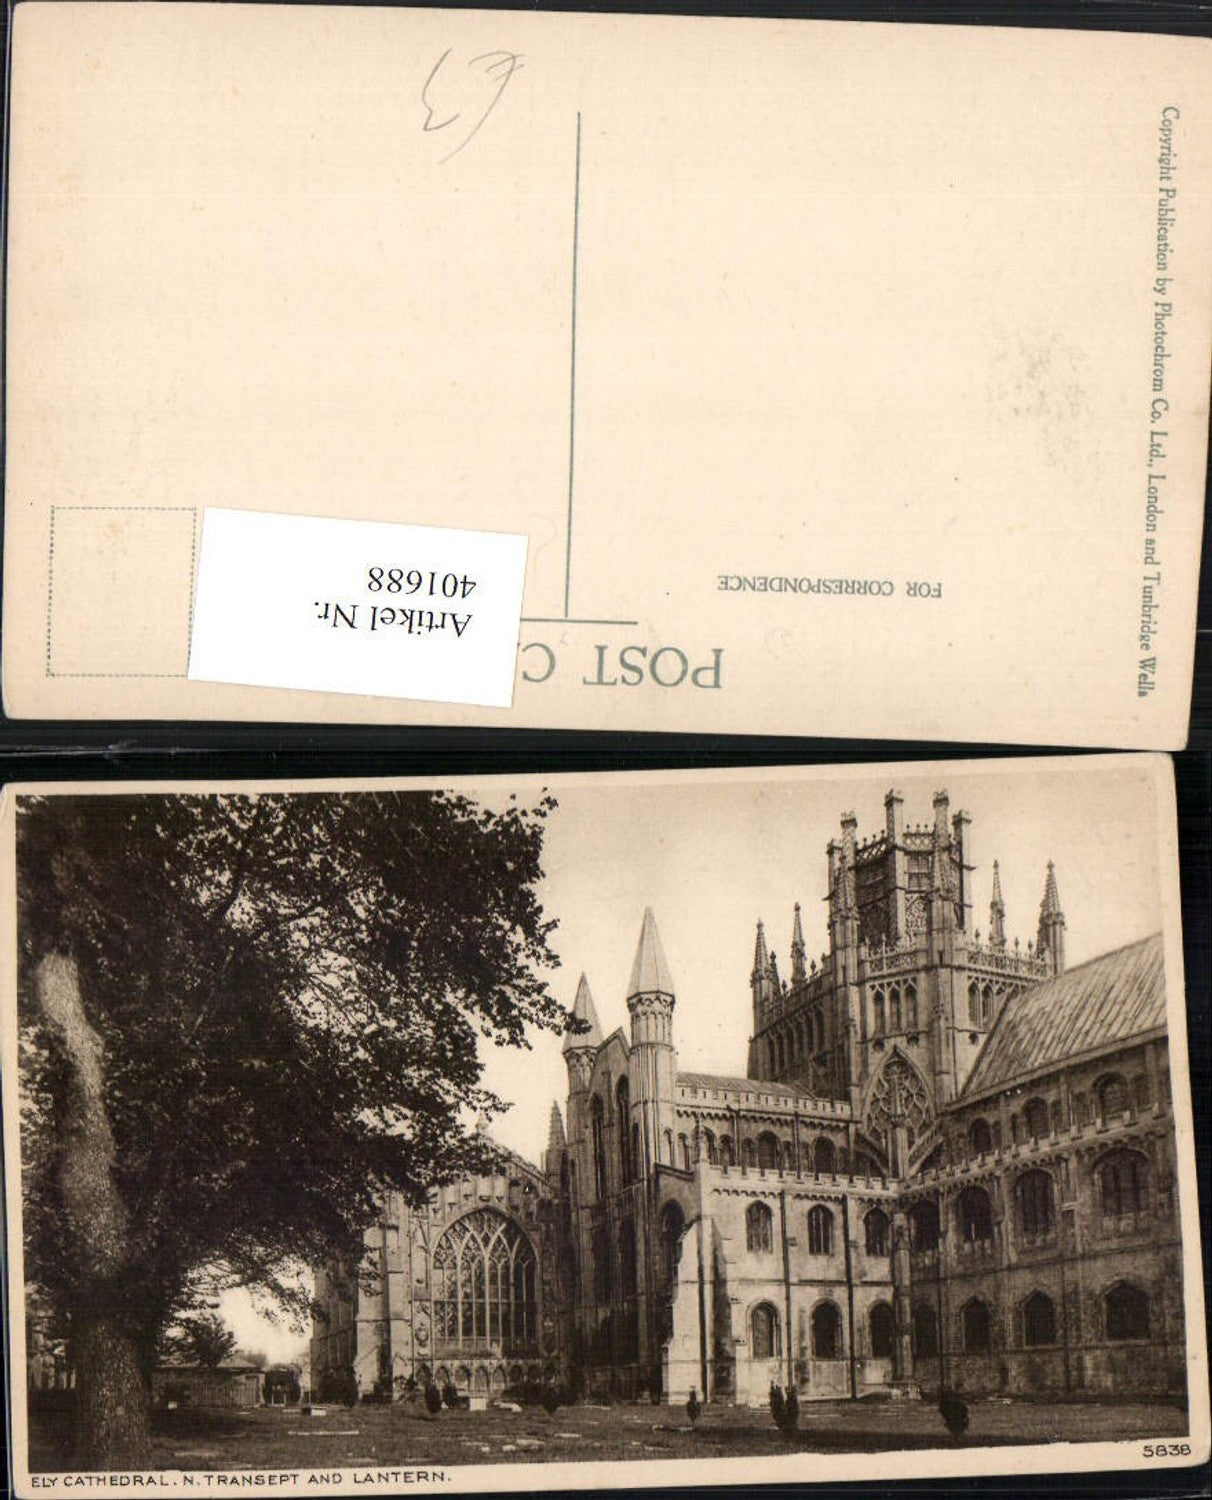 POST C
FOR CORRESPONDENCE
Artikel Nr.
401688
Copyright Publication by Photochrom Co. Ltd., London and Tunbridge Wells
ELY CATHEDRAL. N. TRANSEPT AND LANTERN.
5838